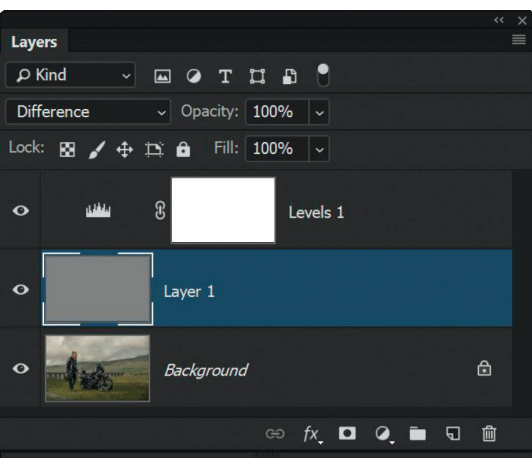 Layers
Kind
Difference Opacity: 100%
Lock: Fill: 100%
Levels 1
Layer 1
Background
fx